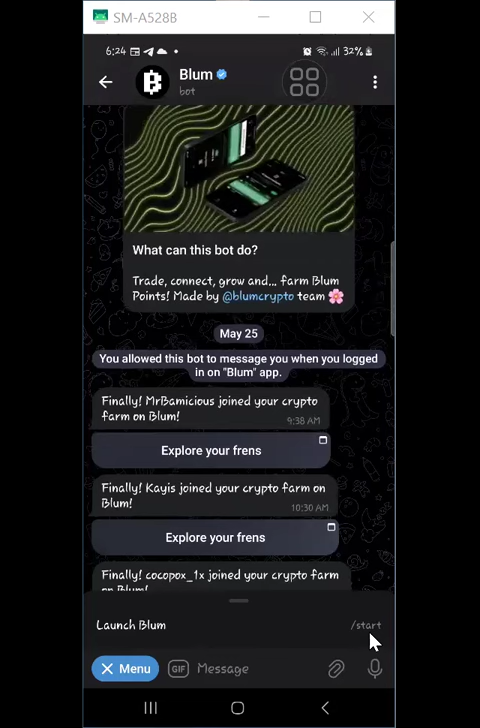 SM-A528B
6:24
32%
Blum
bot
What can this bot do?
Trade, connect, grow and... farm Blum
Points! Made by @blumcrypto team 🌸
May 25
You allowed this bot to message you when you logged
in on "Blum" app.
Finally! MrBamicious joined your crypto
farm on Blum!
9:38 AM
Explore your frens
Finally! Kayis joined your crypto farm on
Blum!
10:30 AM
Explore your frens
Finally! cocopox_1x joined your crypto farm
on Blum!
Launch Blum
/start
Menu
GIF
Message